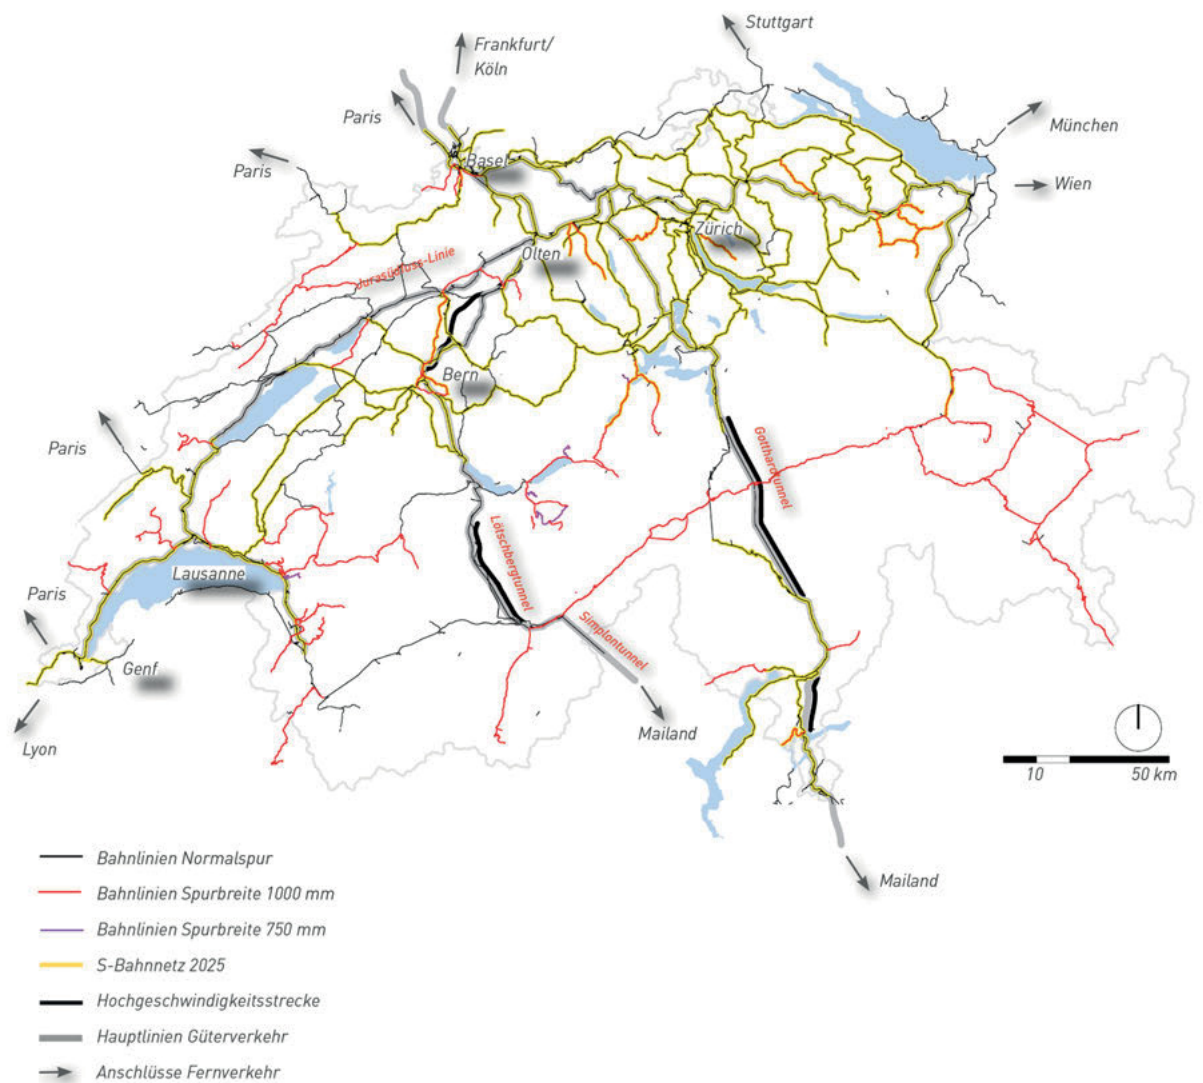 Stuttgart
Frankfurt/
Köln
Paris
München
Basel
Paris
Wien
Zürich
Olten
Jurasüdfuss-Linie
Bern
Paris
Gotthardtunnel
Lötschbergtunnel
Lausanne
Paris
Simplontunnel
Genf
Mailand
Lyon
10
50 km
Mailand
Bahnlinien Normalspur
Bahnlinien Spurbreite 1000 mm
Bahnlinien Spurbreite 750 mm
S-Bahnnetz 2025
Hochgeschwindigkeitsstrecke
Hauptlinien Güterverkehr
Anschlüsse Fernverkehr